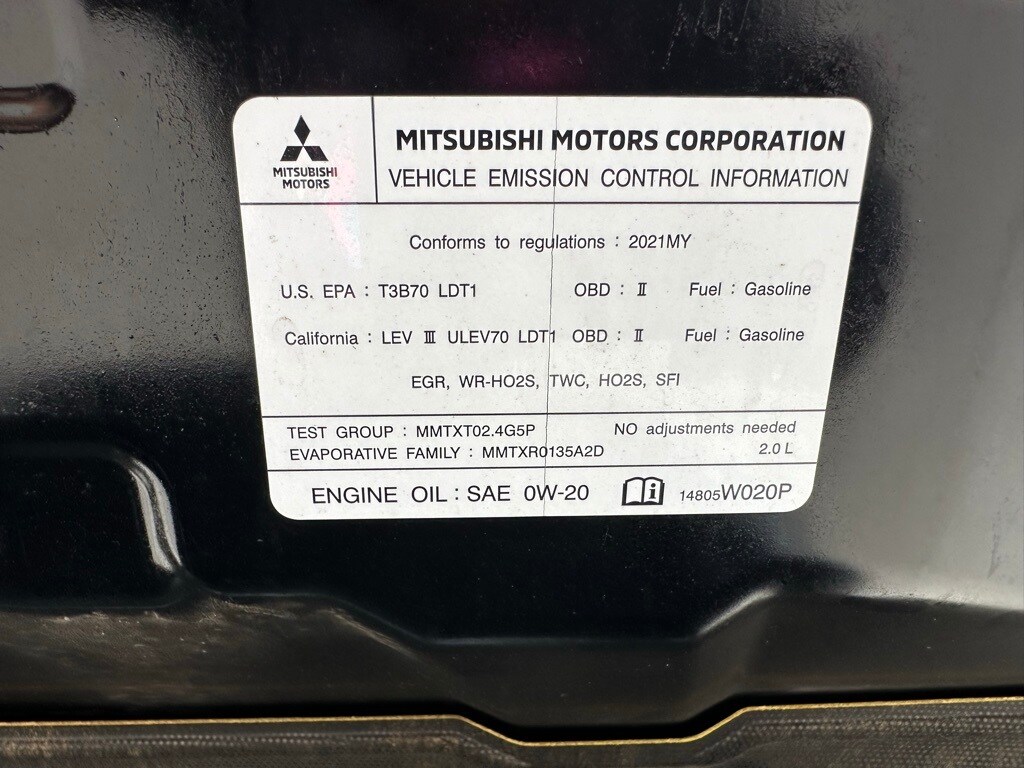 MITSUBISHI
MOTORS
MITSUBISHI MOTORS CORPORATION
VEHICLE EMISSION CONTROL INFORMATION
Conforms to regulations : 2021MY
U.S. EPA : T3B70 LDT1 OBD : Ⅱ Fuel : Gasoline
California : LEV Ⅲ ULEV70 LDT1 OBD : Ⅱ Fuel : Gasoline
EGR, WR-HO2S, TWC, HO2S, SFI
TEST GROUP : MMTXT02.4G5P NO adjustments needed
EVAPORATIVE FAMILY : MMTXR0135A2D 2.0 L
ENGINE OIL : SAE 0W-20 i 14805W020P